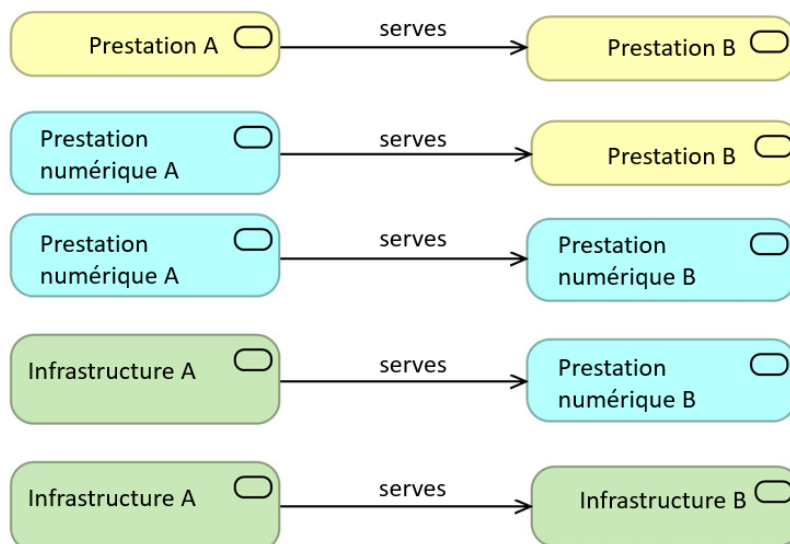 Prestation A
serves
Prestation B
Prestation
numérique A
serves
Prestation B
Prestation
numérique A
serves
Prestation
numérique B
Infrastructure A
serves
Prestation
numérique B
Infrastructure A
serves
Infrastructure B